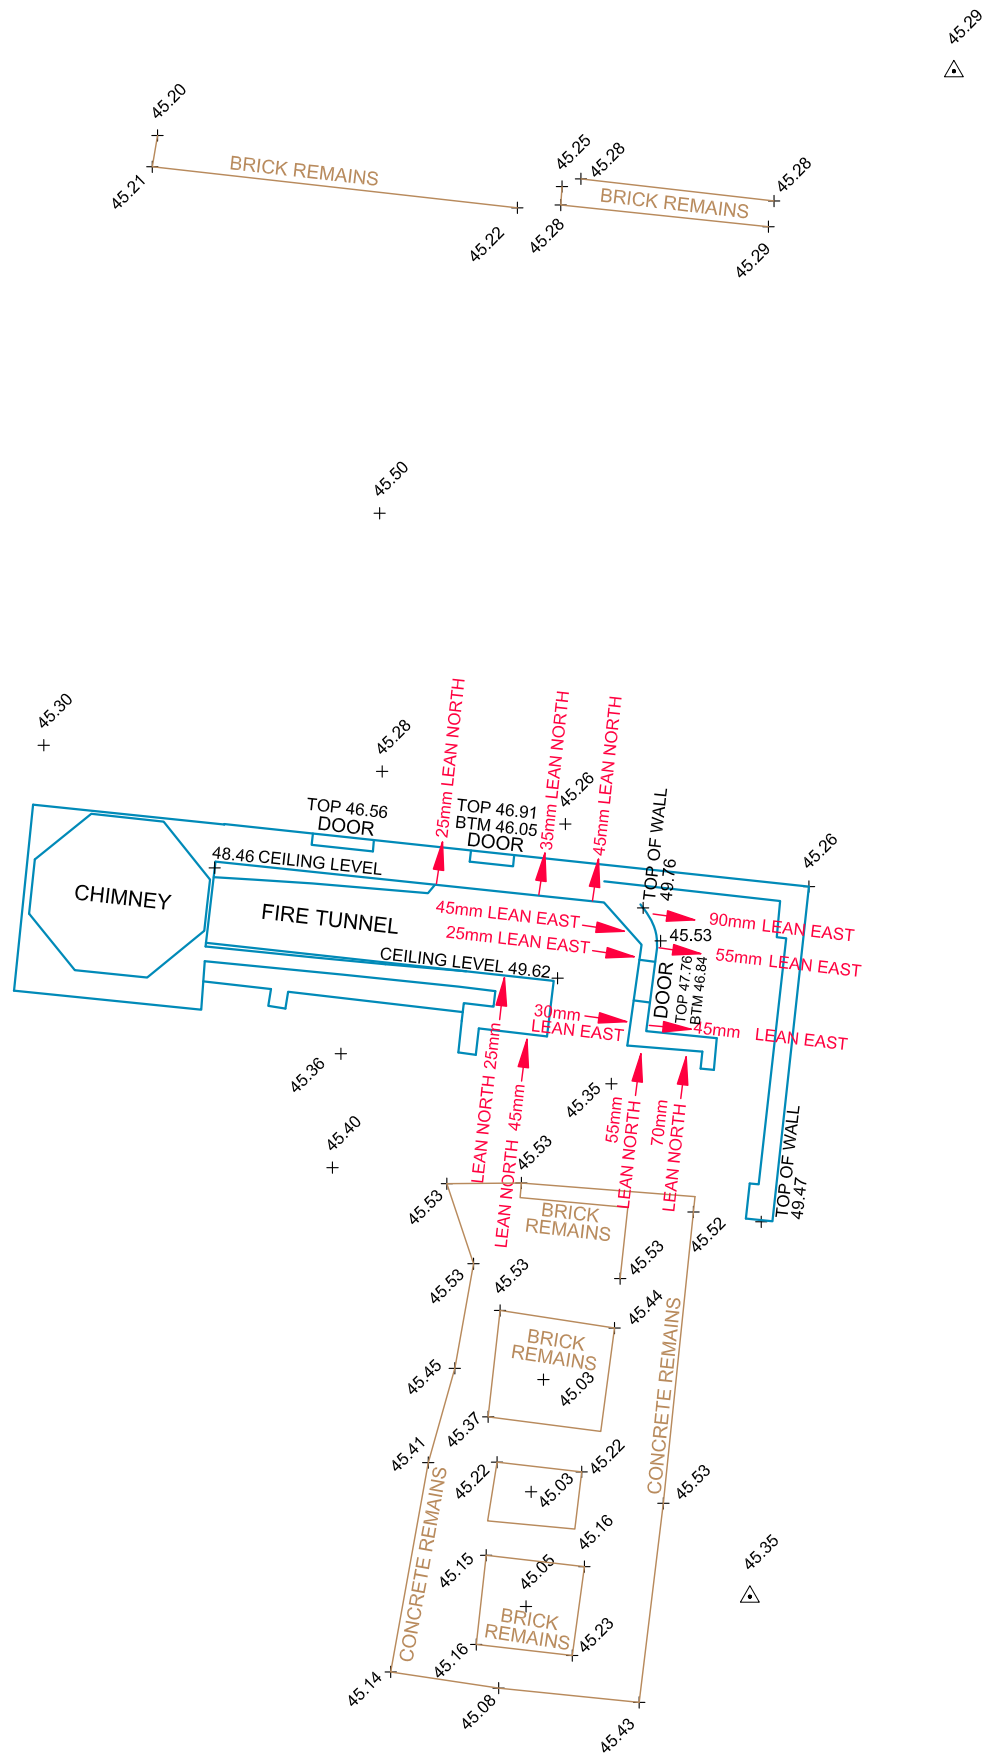 45.29
45.20
BRICK REMAINS
45.21
45.22
45.25
45.28
45.28
BRICK REMAINS
45.28
45.29
45.50
45.30
45.28
25mm LEAN NORTH
35mm LEAN NORTH
45mm LEAN NORTH
45.26
TOP 46.56
DOOR
TOP 46.91
BTM 46.05
DOOR
TOP OF WALL
49.76
45.26
48.46 CEILING LEVEL
CHIMNEY
FIRE TUNNEL
45mm LEAN EAST
25mm LEAN EAST
90mm LEAN EAST
45.53
55mm LEAN EAST
CEILING LEVEL 49.62
DOOR
TOP 47.76
BTM 46.84
30mm
LEAN EAST
45mm LEAN EAST
45.36
45.40
LEAN NORTH 25mm
LEAN NORTH 45mm
45.35
55mm
LEAN NORTH
70mm
LEAN NORTH
TOP OF WALL
49.47
45.53
45.53
BRICK
REMAINS
45.52
45.53
45.53
45.53
45.44
BRICK
REMAINS
45.03
45.45
45.37
CONCRETE REMAINS
45.41
45.22
45.22
45.03
45.53
CONCRETE REMAINS
45.16
45.15
45.05
45.35
BRICK
REMAINS
45.23
45.16
45.14
45.08
45.43